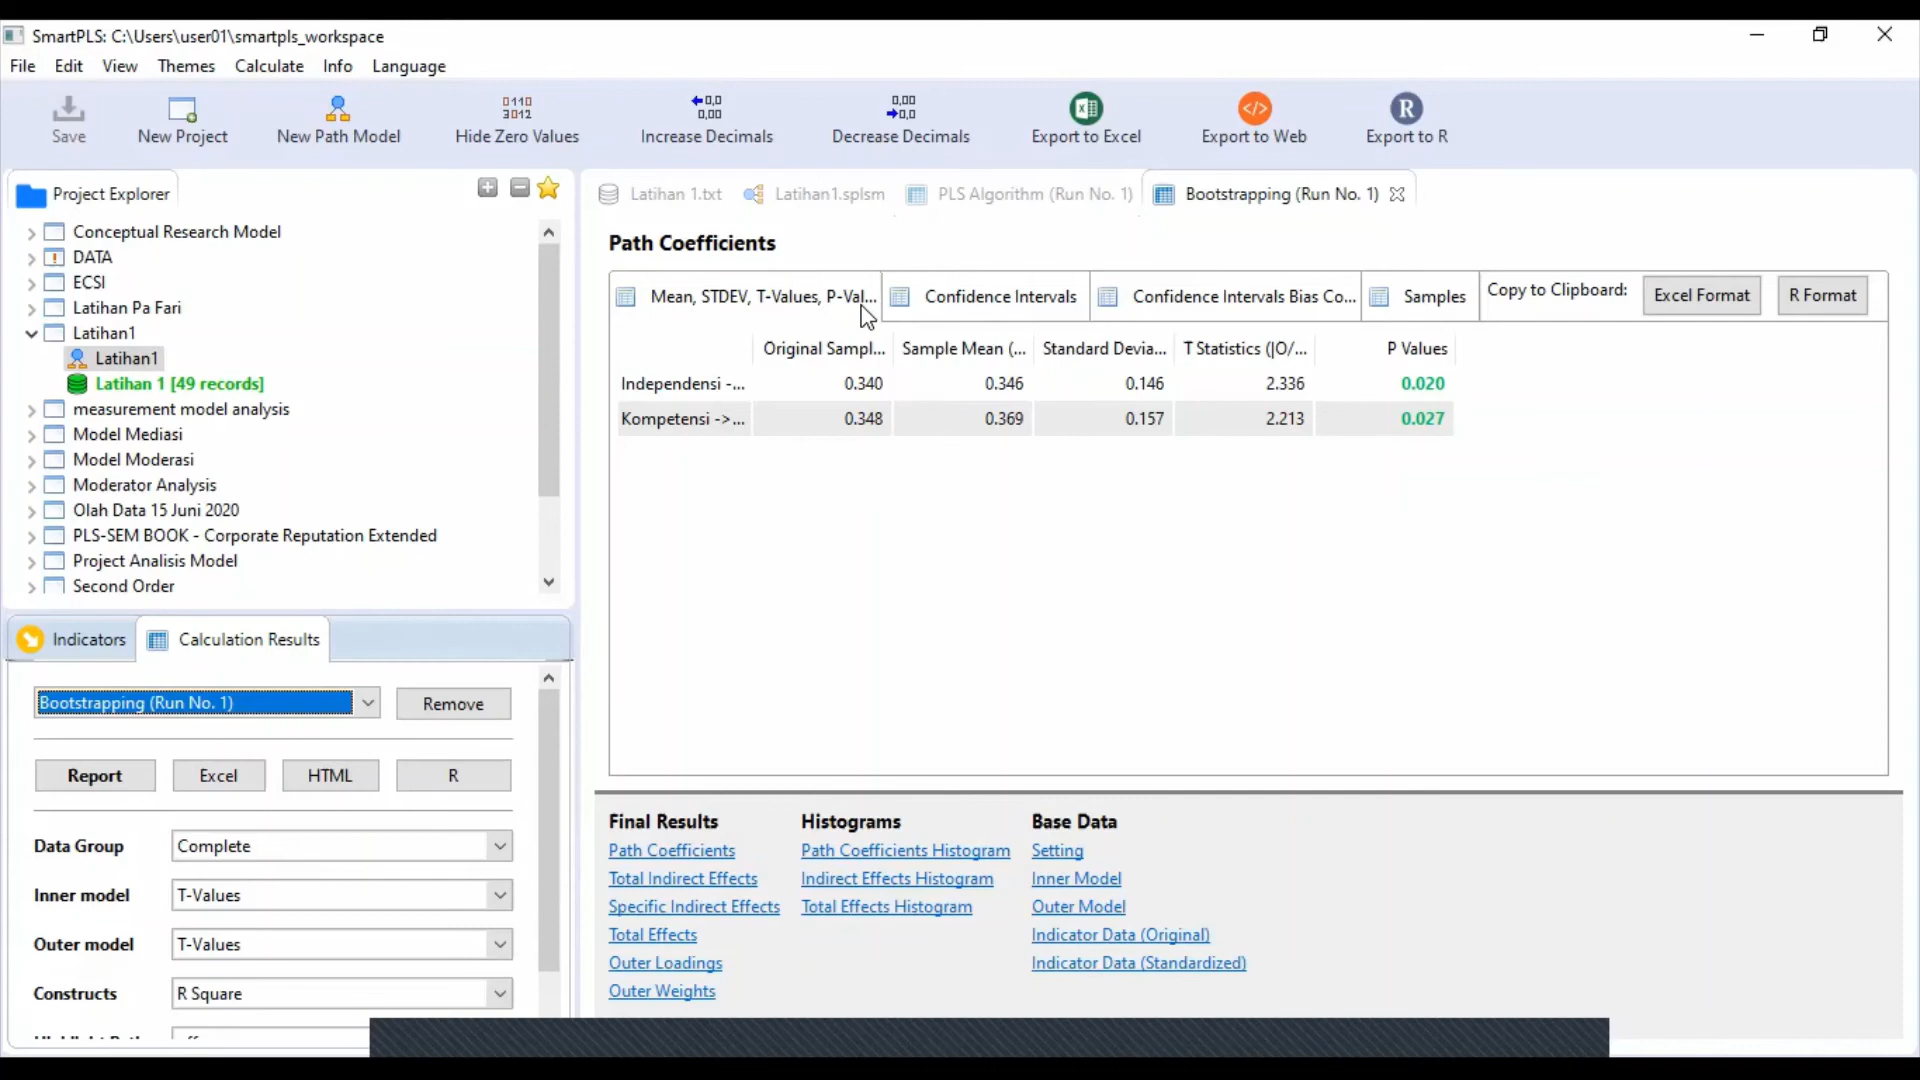 SmartPLS: C:\Users\user01\smartpls_workspace
File Edit View Themes Calculate Info Language
0110 3012 0,0 0,00 0,00 0,0 </> R
Save New Project New Path Model Hide Zero Values Increase Decimals Decrease Decimals Export to Excel Export to Web Export to R
Project Explorer
Conceptual Research Model
DATA
ECSI
Latihan Pa Fari
Latihan1
Latihan1
Latihan 1 [49 records]
measurement model analysis
Model Mediasi
Model Moderasi
Moderator Analysis
Olah Data 15 Juni 2020
PLS-SEM BOOK - Corporate Reputation Extended
Project Analisis Model
Second Order
Indicators Calculation Results
Bootstrapping (Run No. 1) Remove
Report Excel HTML R
Data Group Complete
Inner model T-Values
Outer model T-Values
Constructs R Square
Latihan 1.txt Latihan1.splsm PLS Algorithm (Run No. 1) Bootstrapping (Run No. 1)
Path Coefficients
Mean, STDEV, T-Values, P-Val... Confidence Intervals Confidence Intervals Bias Co... Samples Copy to Clipboard: Excel Format R Format
Original Sampl... Sample Mean (... Standard Devia... T Statistics (|O/... P Values
Independensi -... 0.340 0.346 0.146 2.336 0.020
Kompetensi ->... 0.348 0.369 0.157 2.213 0.027
Final Results
Path Coefficients
Total Indirect Effects
Specific Indirect Effects
Total Effects
Outer Loadings
Outer Weights
Histograms
Path Coefficients Histogram
Indirect Effects Histogram
Total Effects Histogram
Base Data
Setting
Inner Model
Outer Model
Indicator Data (Original)
Indicator Data (Standardized)